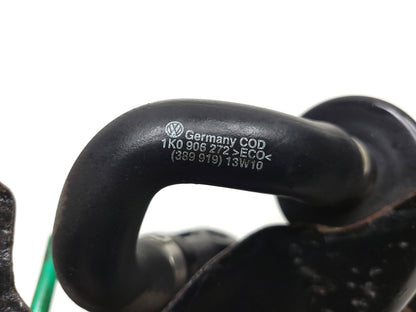 Germany COD
1K0 906 272 >ECO<
(389 919) 13W10